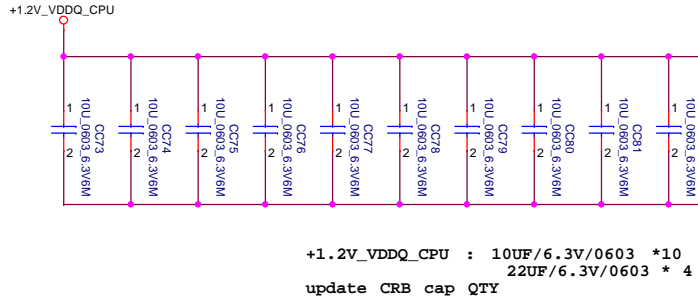 +1.2V_VDDQ_CPU
1
2
CC73
10U_0603_6.3V6M
1
2
CC74
10U_0603_6.3V6M
1
2
CC75
10U_0603_6.3V6M
1
2
CC76
10U_0603_6.3V6M
1
2
CC77
10U_0603_6.3V6M
1
2
CC78
10U_0603_6.3V6M
1
2
CC79
10U_0603_6.3V6M
1
2
CC80
10U_0603_6.3V6M
1
2
CC81
10U_0603_6.3V6M
1
2
10U_0603_6.3V6M
+1.2V_VDDQ_CPU : 10UF/6.3V/0603 *10
22UF/6.3V/0603 * 4
update CRB cap QTY